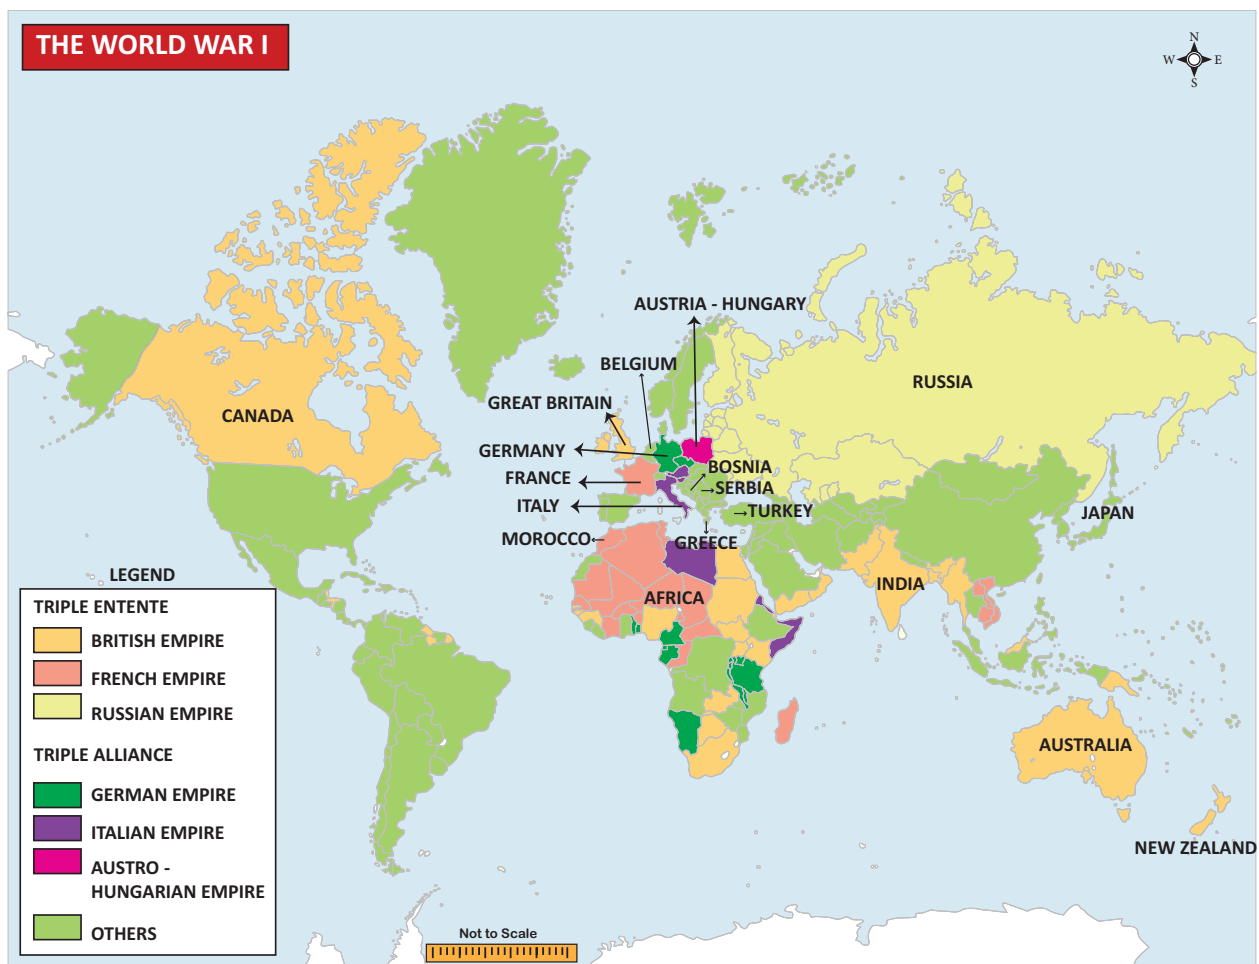 THE WORLD WAR I
N
W
E
S
AUSTRIA - HUNGARY
BELGIUM
RUSSIA
GREAT BRITAIN
CANADA
GERMANY
BOSNIA
FRANCE
SERBIA
ITALY
TURKEY
JAPAN
MOROCCO
GREECE
INDIA
AFRICA
AUSTRALIA
NEW ZEALAND
LEGEND
TRIPLE ENTENTE
BRITISH EMPIRE
FRENCH EMPIRE
RUSSIAN EMPIRE
TRIPLE ALLIANCE
GERMAN EMPIRE
ITALIAN EMPIRE
AUSTRO -
HUNGARIAN EMPIRE
OTHERS
Not to Scale